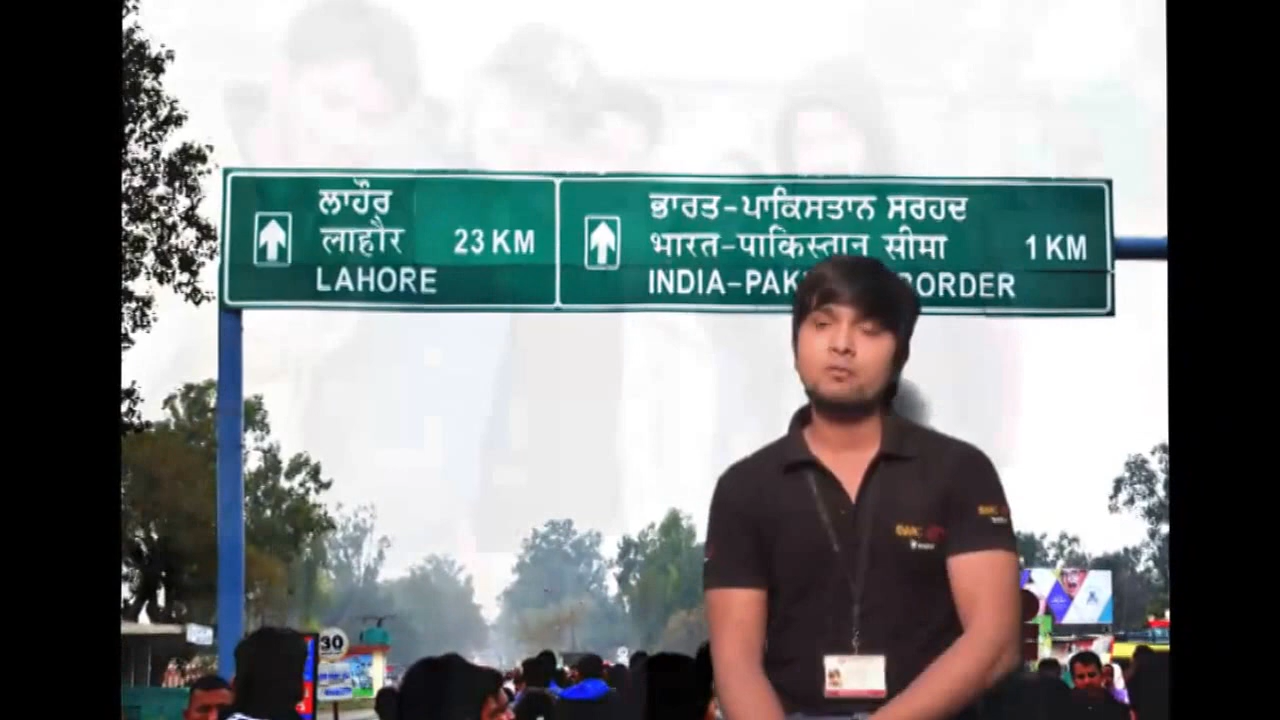 ਲਾਹੌਰ
लाहौर
LAHORE
23 KM
ਭਾਰਤ-ਪਾਕਿਸਤਾਨ ਸਰਹਦ
भारत-पाकिस्तान सीमा
INDIA-PAK ORDER
1 KM
30